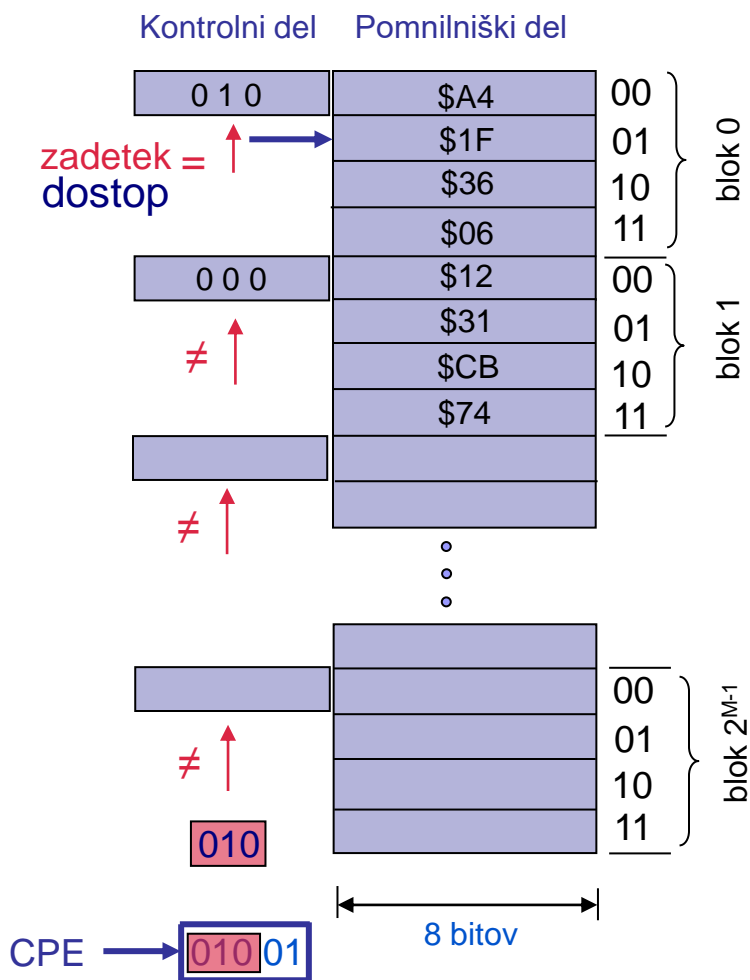 Kontrolni del Pomnilniški del
0 1 0 $A4 00
zadetek = $1F 01
dostop $36 10
$06 11
blok 0
0 0 0 $12 00
≠ $31 01
$CB 10
$74 11
blok 1
≠
00
≠ 01
10
010 11
blok 2M-1
8 bitov
CPE 010 01